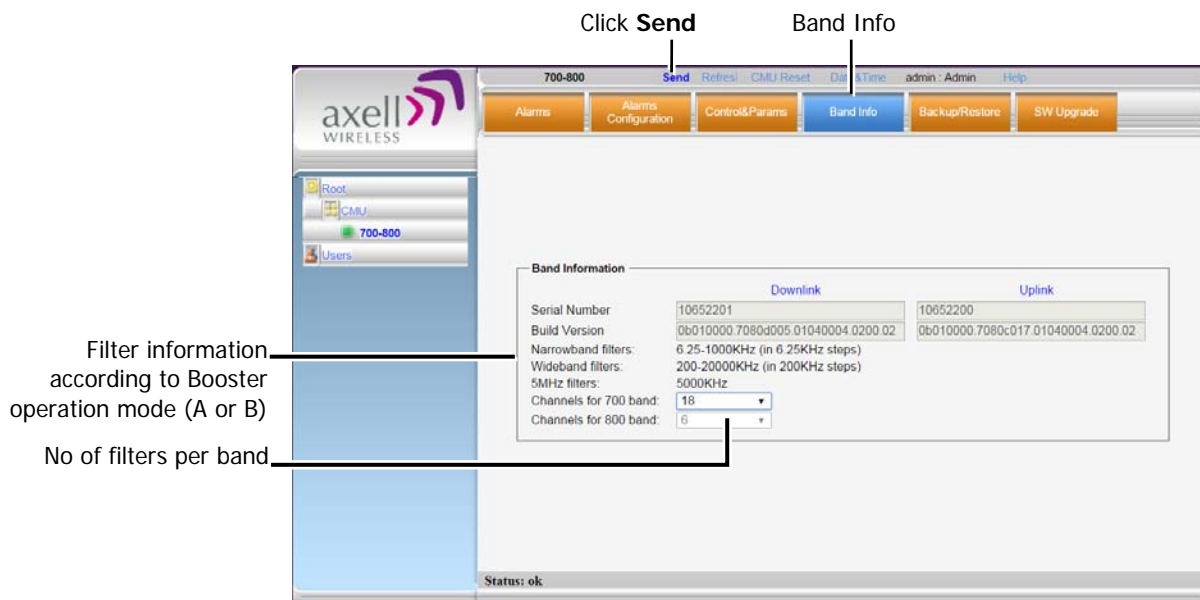 Click Send
Band Info
axell
WIRELESS
700-800 Send Refresl CMU Reset Da &Time admin : Admin Help
Alarms
Alarms Configuration
Control&Params
Band Info
Backup/Restore
SW Upgrade
Root
CMU
700-800
Users
Band Information
Downlink Uplink
Serial Number 10652201 10652200
Build Version 0b010000.7080d005.01040004.0200.02 0b010000.7080c017.01040004.0200.02
Narrowband filters: 6.25-1000KHz (in 6.25KHz steps)
Wideband filters: 200-20000KHz (in 200KHz steps)
5MHz filters: 5000KHz
Channels for 700 band: 18
Channels for 800 band: 6
Filter information
according to Booster
operation mode (A or B)
No of filters per band
Status: ok